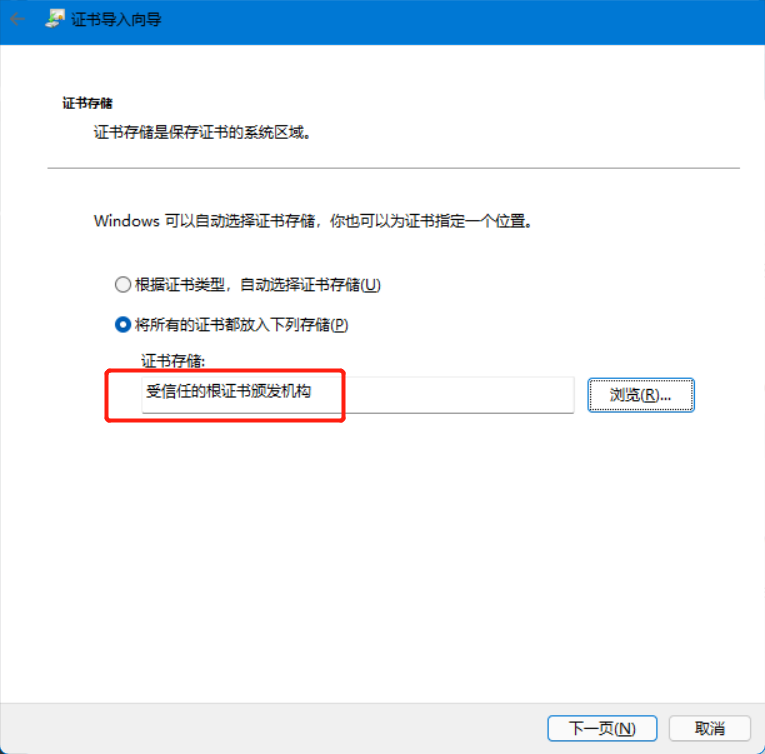 证书导入向导
证书存储
证书存储是保存证书的系统区域。
Windows 可以自动选择证书存储，你也可以为证书指定一个位置。
根据证书类型，自动选择证书存储(U)
将所有的证书都放入下列存储(P)
证书存储:
受信任的根证书颁发机构
浏览(R)...
下一页(N)
取消